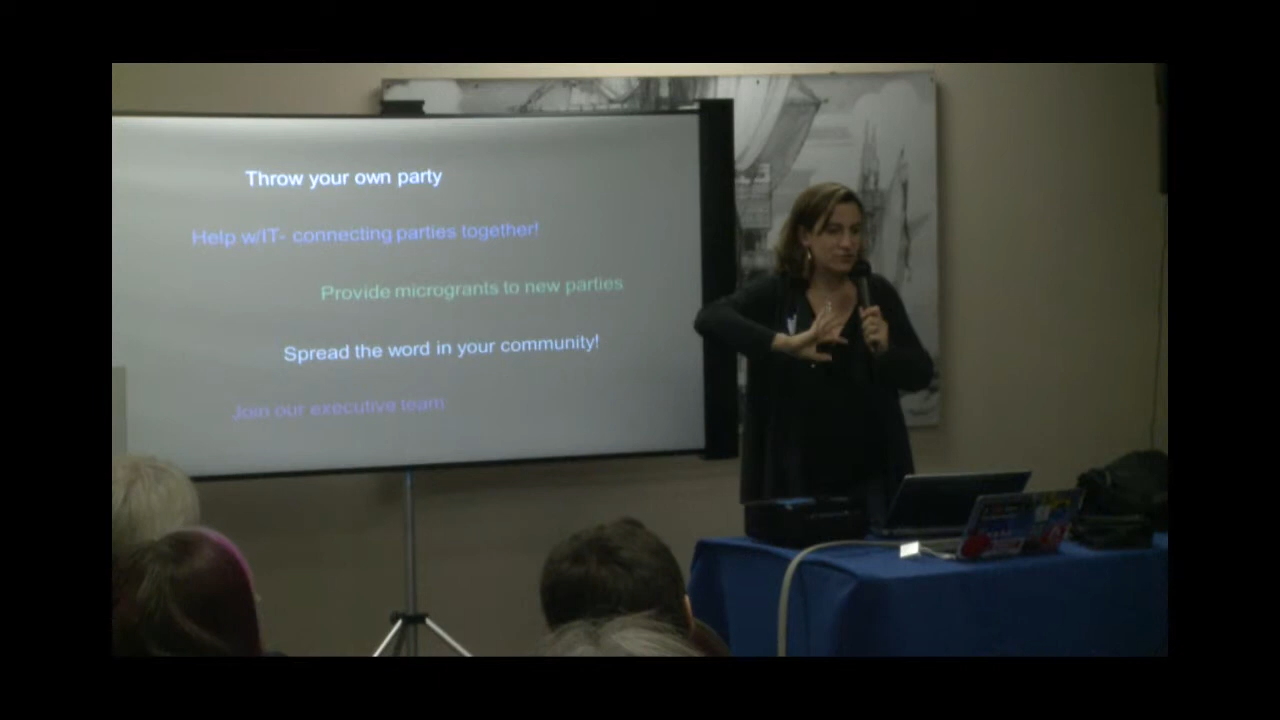 Throw your own party
Help w/IT- connecting parties together!
Provide microgrants to new parties
Spread the word in your community!
Join our executive team